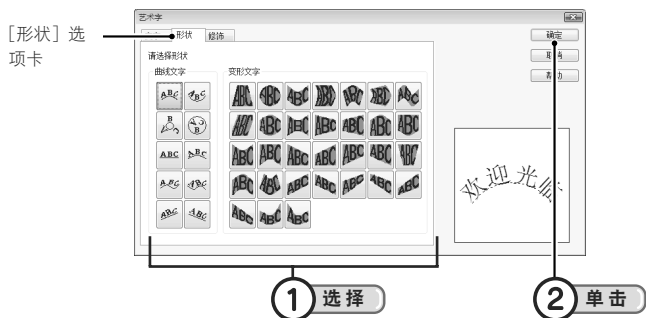 艺术字
[形状] 选
项卡
形状
修饰
确定
取消
帮助
请选择形状
曲线文字
变形文字
欢迎光临
1 选择
2 单击